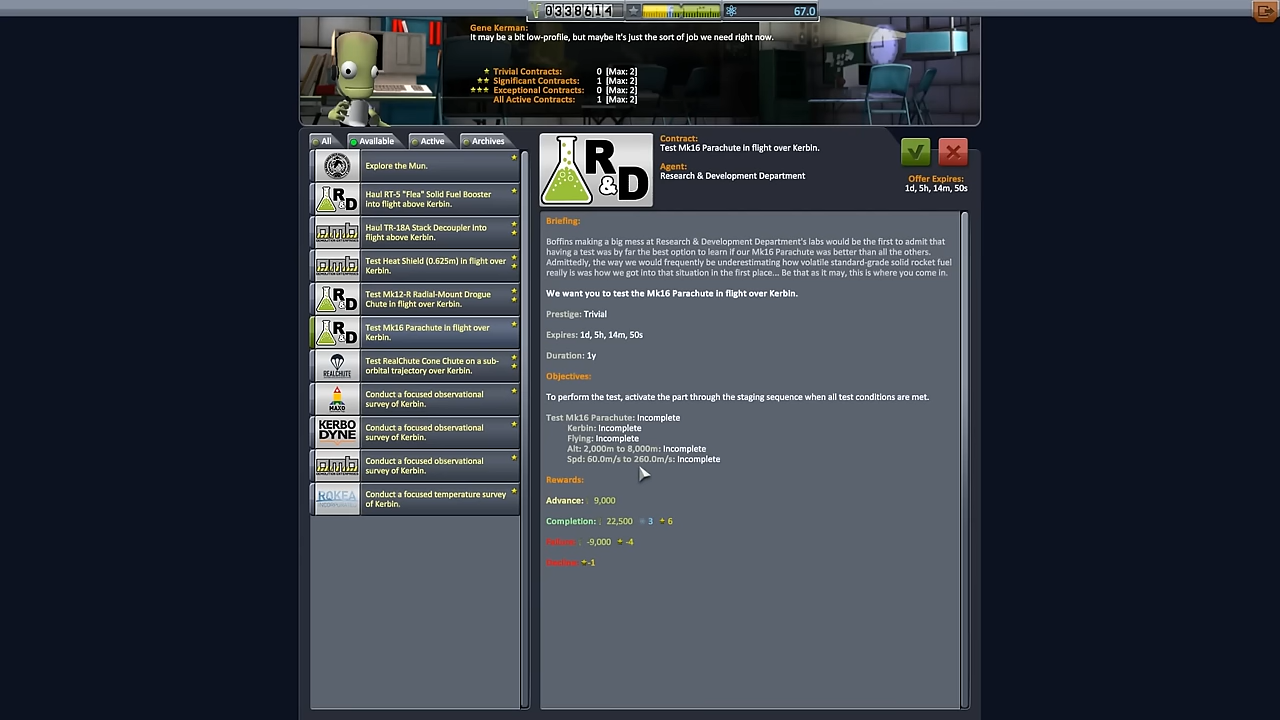 0338614
67.0
Gene Kerman:
It may be a bit low-profile, but maybe it's just the sort of job we need right now.
Trivial Contracts: 0 [Max: 2]
Significant Contracts: 1 [Max: 2]
Exceptional Contracts: 0 [Max: 2]
All Active Contracts: 1 [Max: 2]
All
Available
Active
Archives
Explore the Mun.
R&D
Haul RT-5 "Flea" Solid Fuel Booster
into flight above Kerbin.
Haul TR-18A Stack Decoupler into
flight above Kerbin.
Test Heat Shield (0.625m) in flight over
Kerbin.
R&D
Test Mk12-R Radial-Mount Drogue
Chute in flight over Kerbin.
R&D
Test Mk16 Parachute in flight over
Kerbin.
REALCHUTE
Test RealChute Cone Chute on a sub-
orbital trajectory over Kerbin.
MAXO
Conduct a focused observational
survey of Kerbin.
KERBO
DYNE
Conduct a focused observational
survey of Kerbin.
Conduct a focused observational
survey of Kerbin.
ROKEA
Conduct a focused temperature survey
of Kerbin.
R&D
Contract:
Test Mk16 Parachute in flight over Kerbin.
Agent:
Research & Development Department
Offer Expires:
1d, 5h, 14m, 50s
Briefing:
Boffins making a big mess at Research & Development Department's labs would be the first to admit that
having a test was by far the best option to learn if our Mk16 Parachute was better than all the others.
Admittedly, the way we would frequently be underestimating how volatile standard-grade solid rocket fuel
really is was how we got into that situation in the first place... Be that as it may, this is where you come in.
We want you to test the Mk16 Parachute in flight over Kerbin.
Prestige: Trivial
Expires: 1d, 5h, 14m, 50s
Duration: 1y
Objectives:
To perform the test, activate the part through the staging sequence when all test conditions are met.
Test Mk16 Parachute: Incomplete
Kerbin: Incomplete
Flying: Incomplete
Alt: 2,000m to 8,000m: Incomplete
Spd: 60.0m/s to 260.0m/s: Incomplete
Rewards:
Advance: 9,000
Completion: 22,500 3 6
-9,000 -4
-1